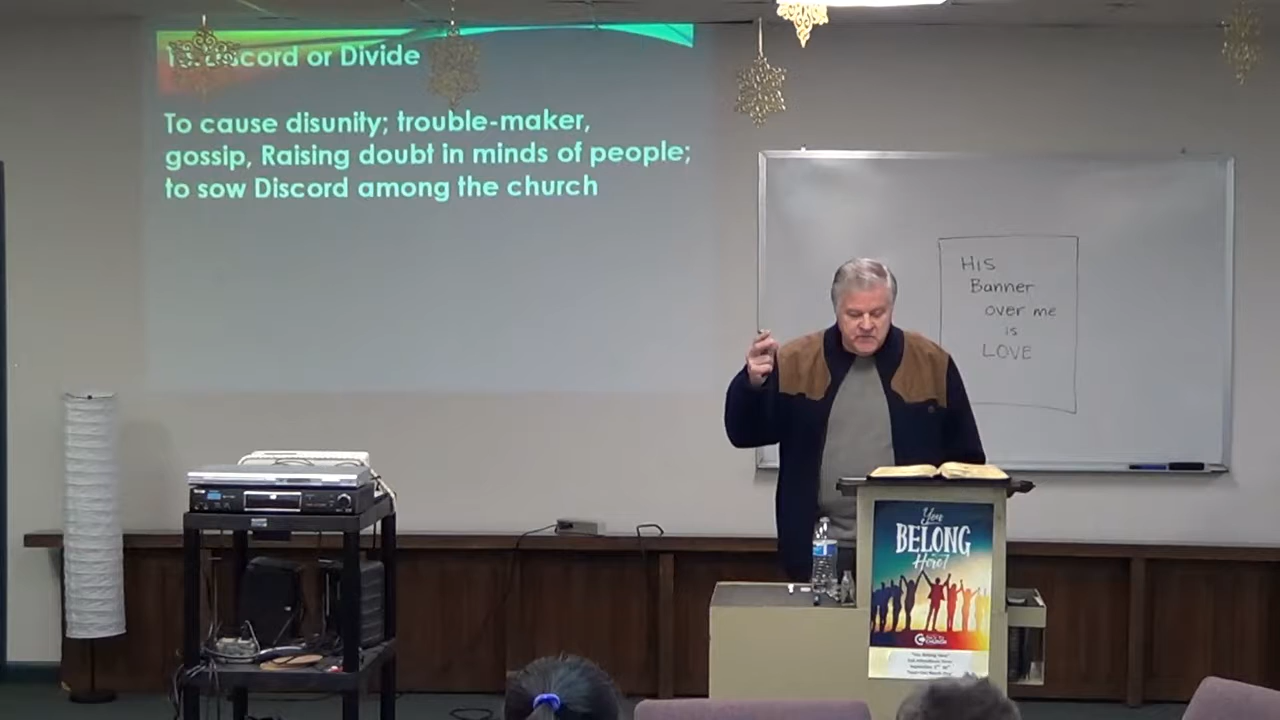 or Divide
To cause disunity; trouble-maker,
gossip, Raising doubt in minds of people;
to sow Discord among the church
HIS
Banner
over me
is
LOVE
You
BELONG
Here!
CHURCH